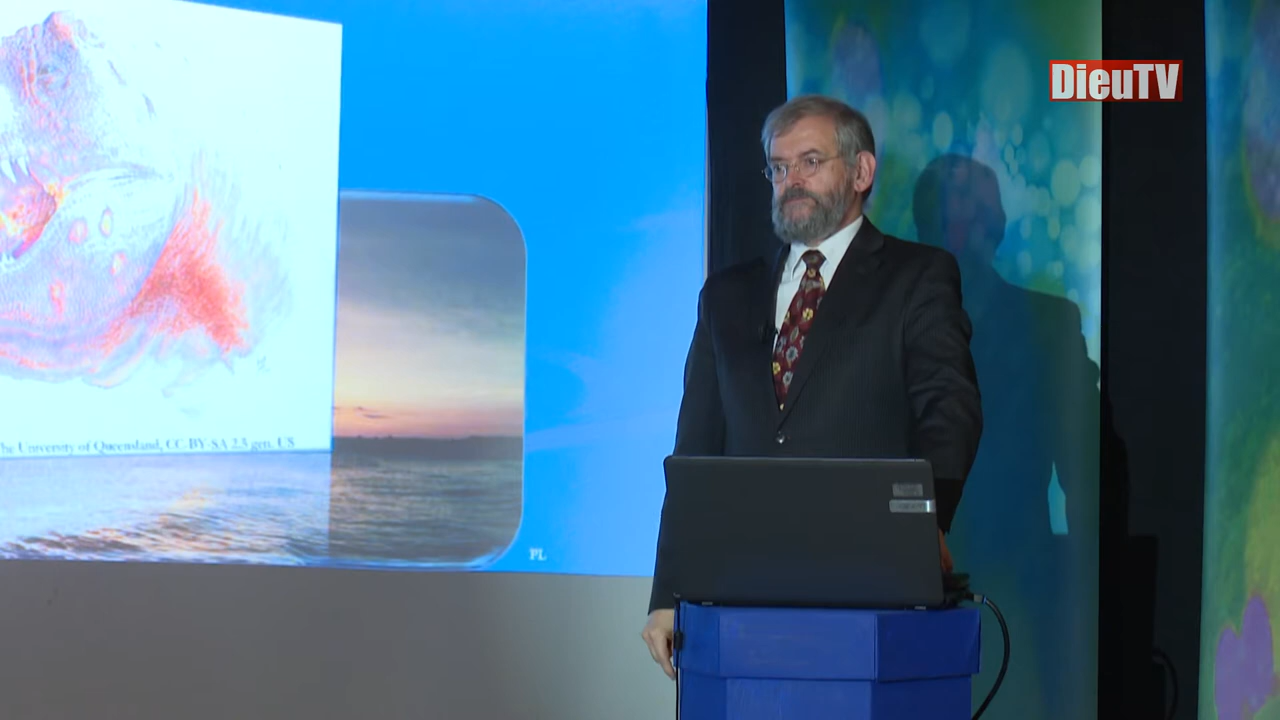 DieuTV
The University of Queensland, CC-BY-SA 2.5 gen. US
PL